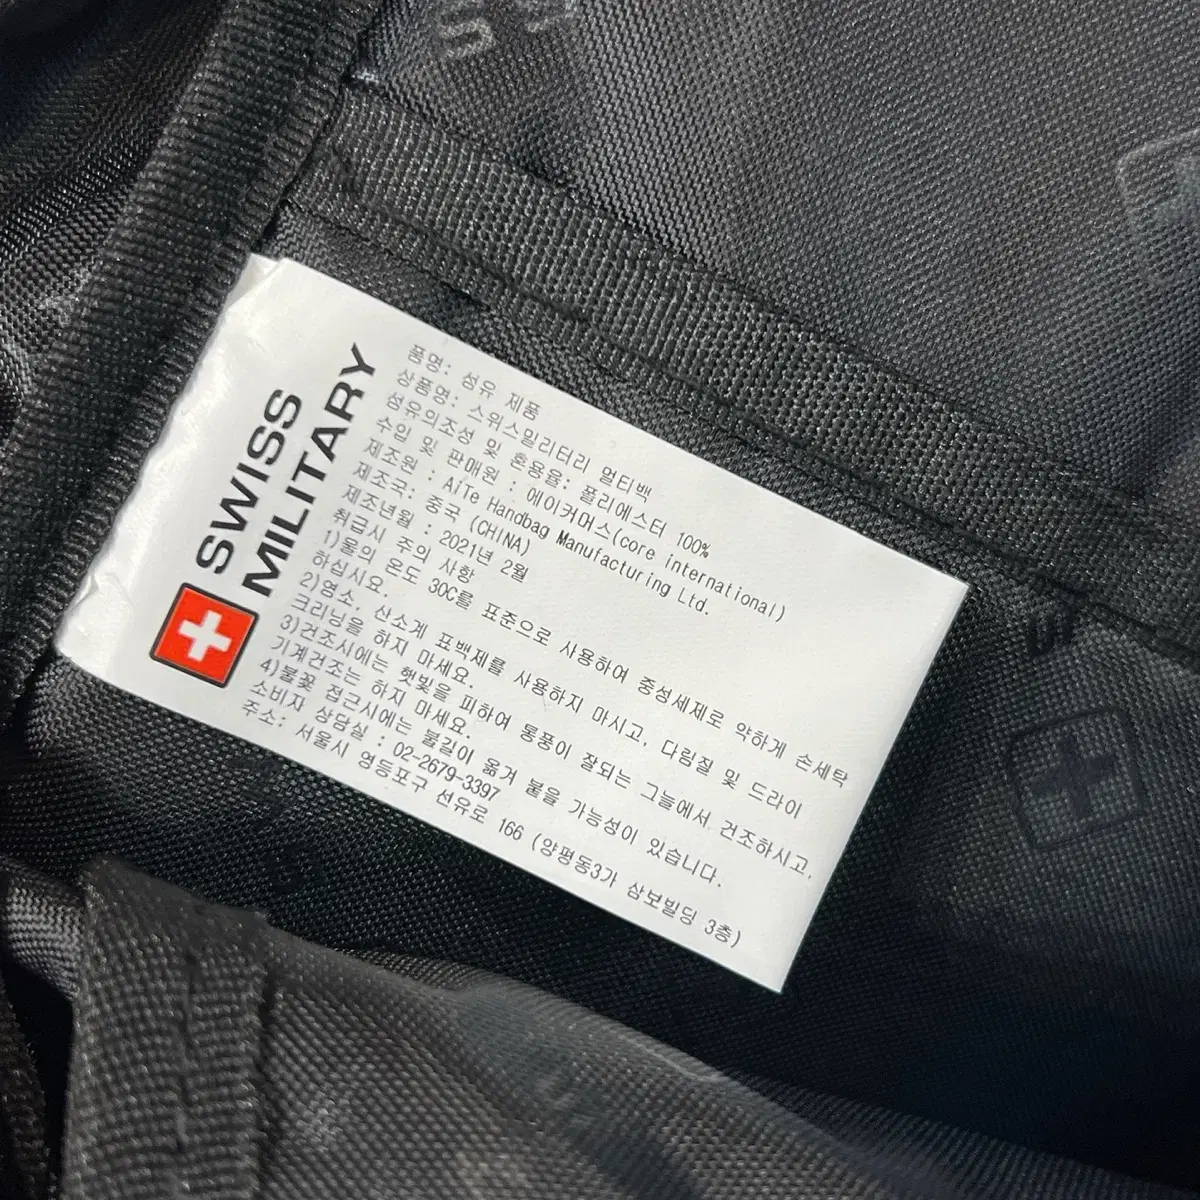 SWISS
MILITARY
품명: 섬유 제품
상품명: 스위스밀리터리 멀티백
섬유의조성 및 혼용율: 폴리에스터 100%
수입 및 판매원 : 에이커머스(core international)
제조원 : AiTe Handbag Manufacturing Ltd.
제조국: 중국 (CHINA)
제조년월 : 2021년 2월
취급시 주의 사항
1)물의 온도 30C를 표준으로 사용하여 중성세제로 약하게 손세탁
하십시요.
2)염소, 산소계 표백제를 사용하지 마시고, 다림질 및 드라이
크리닝을 하지 마세요.
3)건조시에는 햇빛을 피하여 통풍이 잘되는 그늘에서 건조하시고,
기계건조는 하지 마세요.
4)불꽃 접근시에는 불길이 옮겨 붙을 가능성이 있습니다.
소비자 상담실 : 02-2679-3397
주소: 서울시 영등포구 선유로 166 (양평동3가 삼보빌딩 3층)